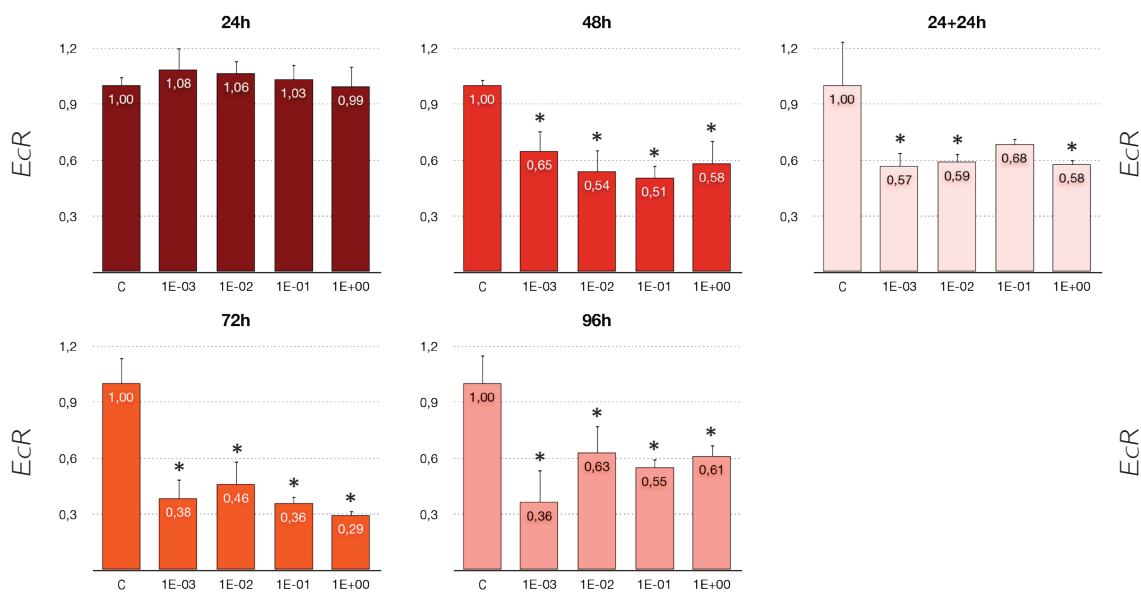 24h
48h
24+24h
1,2
0,9
0,6
0,3
EcR
1,00
1,08
1,06
1,03
0,99
C
1E-03
1E-02
1E-01
1E+00
1,2
0,9
0,6
0,3
1,00
*
0,65
*
0,54
*
0,51
*
0,58
C
1E-03
1E-02
1E-01
1E+00
1,2
0,9
0,6
0,3
1,00
*
0,57
*
0,59
0,68
*
0,58
C
1E-03
1E-02
1E-01
1E+00
EcR
72h
96h
1,2
0,9
0,6
0,3
EcR
1,00
*
0,38
*
0,46
*
0,36
*
0,29
C
1E-03
1E-02
1E-01
1E+00
1,2
0,9
0,6
0,3
1,00
*
0,36
*
0,63
*
0,55
*
0,61
C
1E-03
1E-02
1E-01
1E+00
EcR